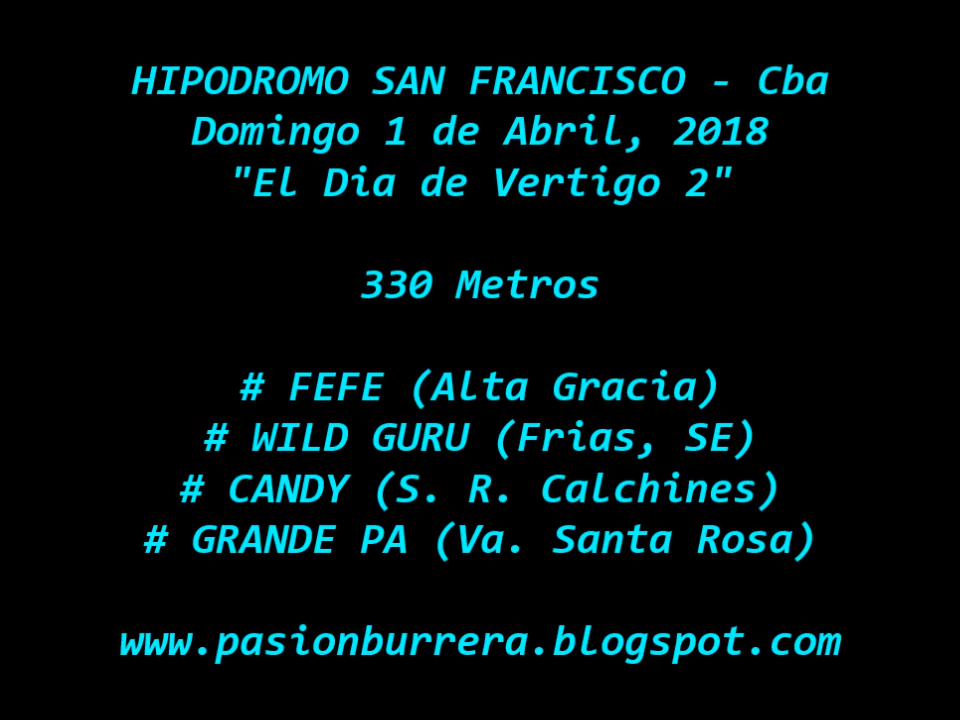 HIPODROMO SAN FRANCISCO - Cba
Domingo 1 de Abril, 2018
"El Dia de Vertigo 2"
330 Metros
# FEFE (Alta Gracia)
# WILD GURU (Frias, SE)
# CANDY (S. R. Calchines)
# GRANDE PA (Va. Santa Rosa)
www.pasionburrera.blogspot.com